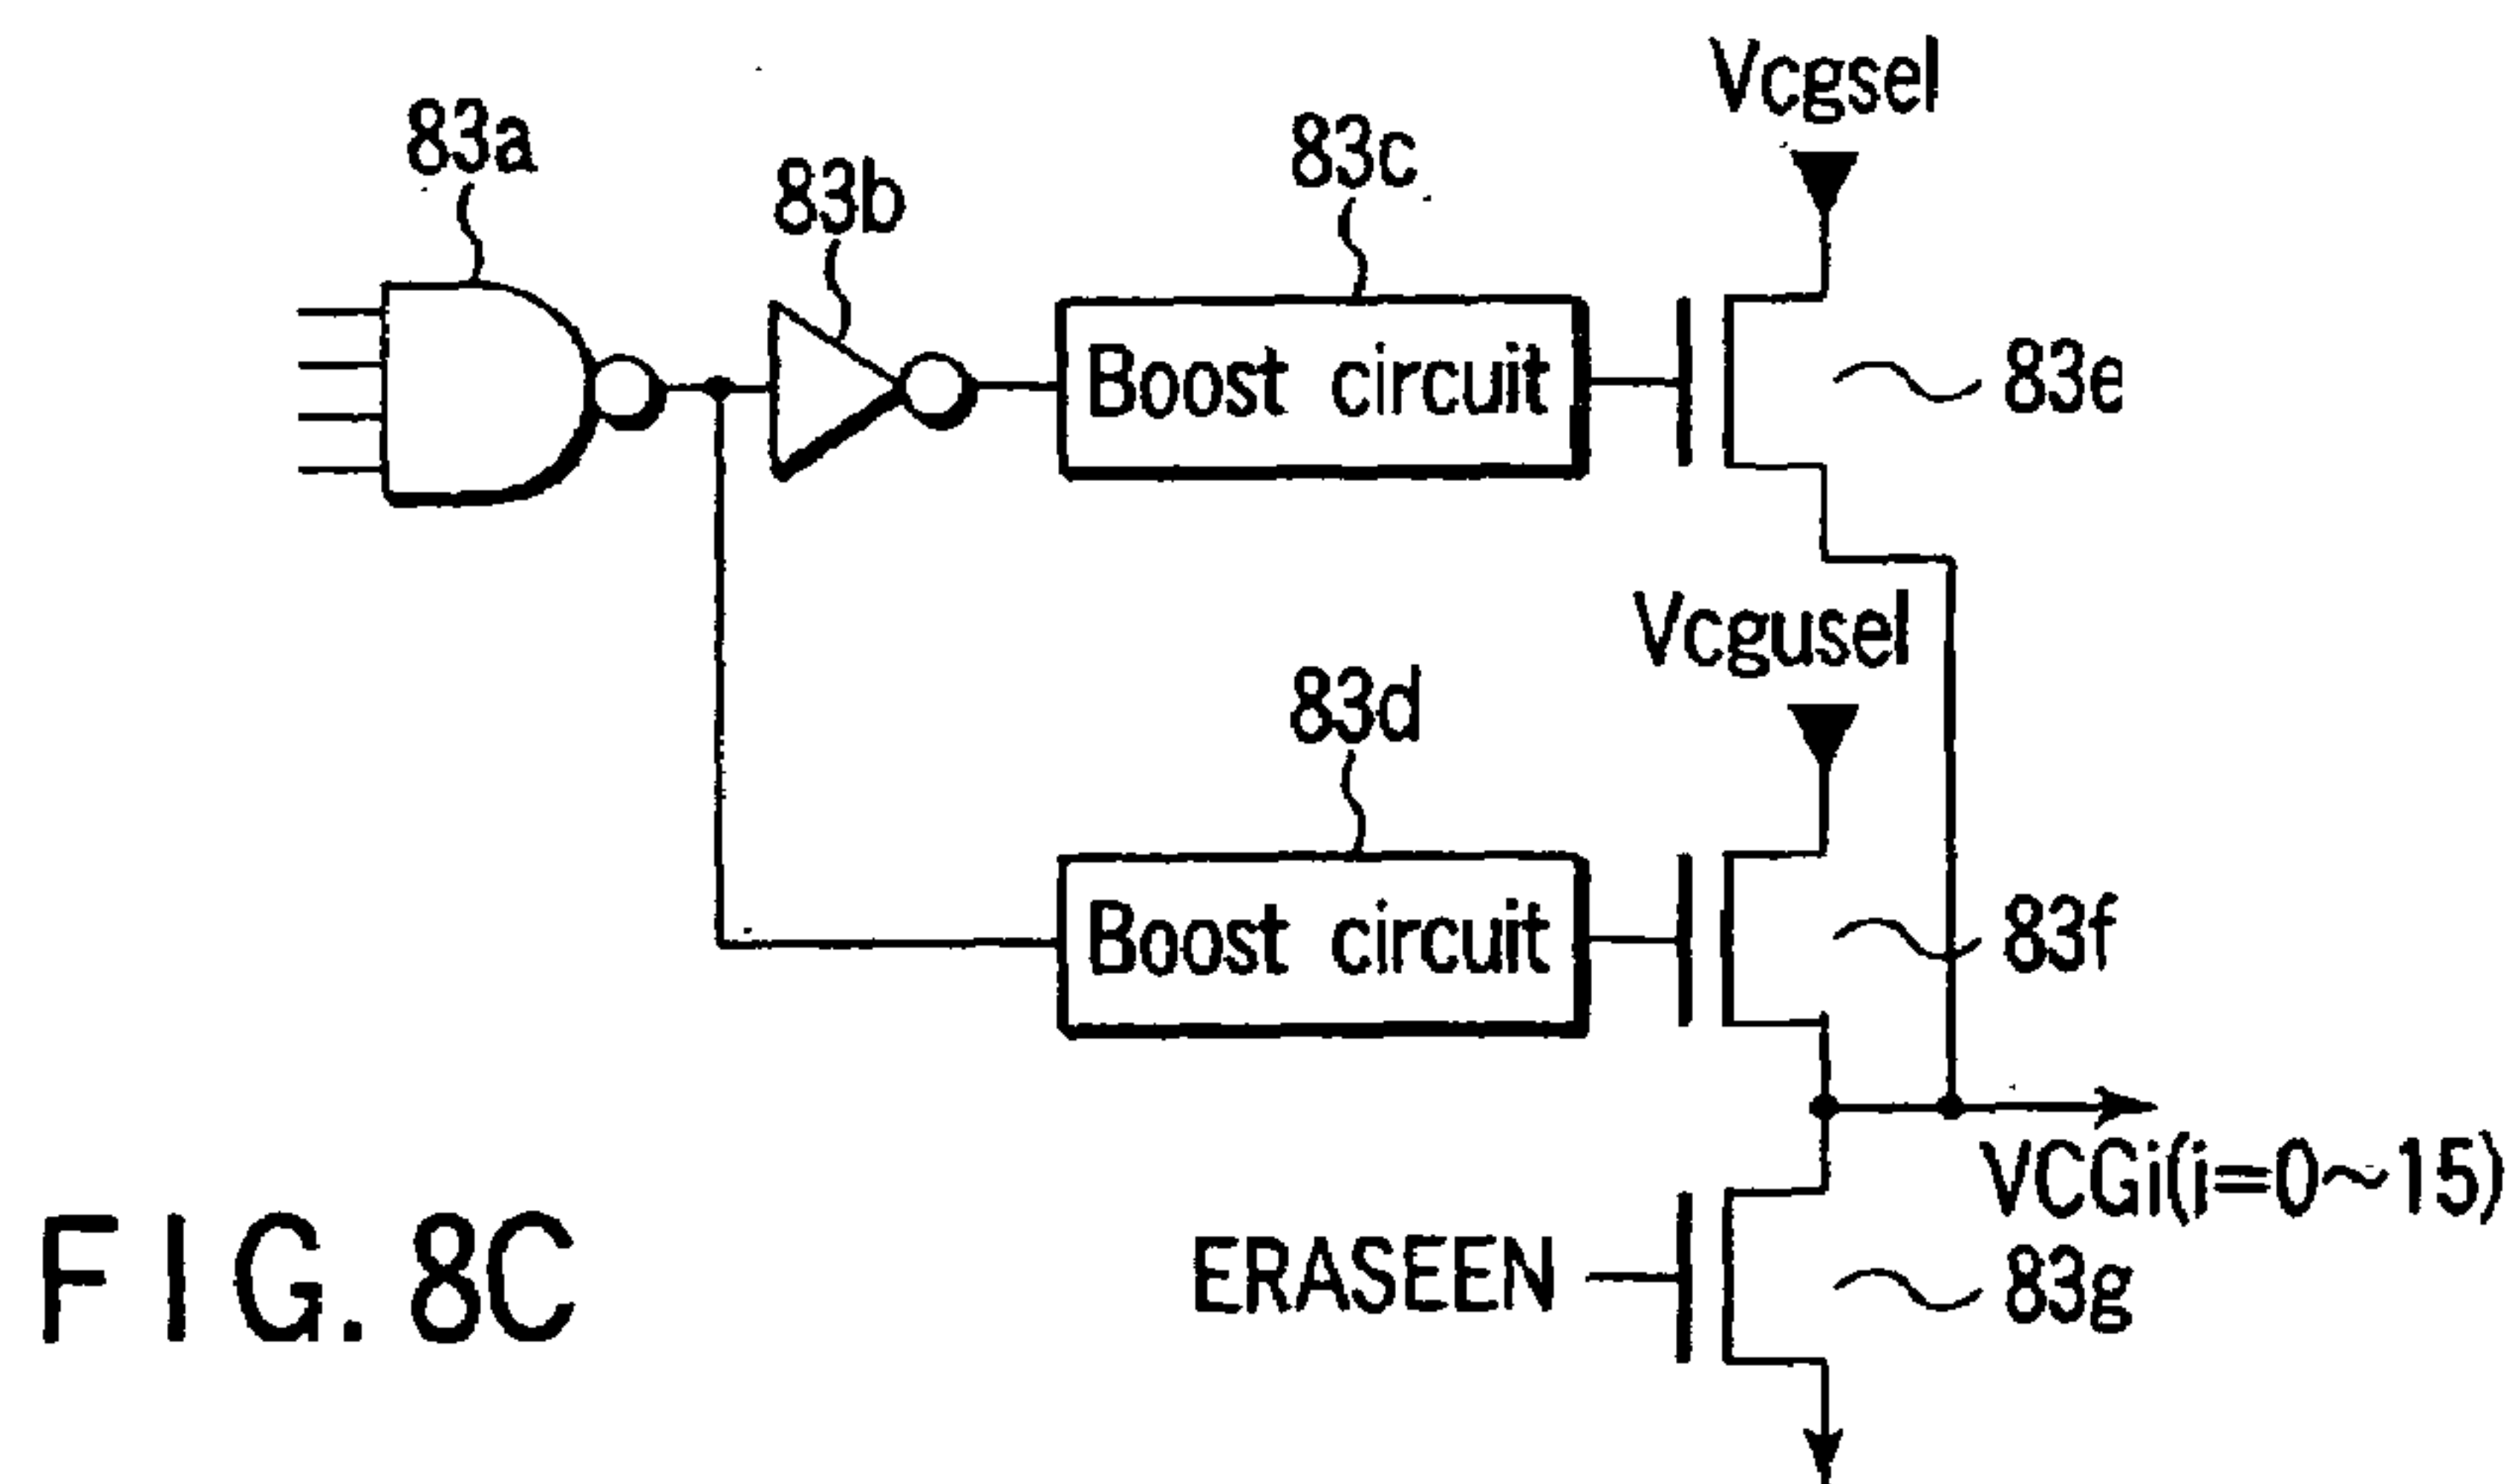 Vcgsel
83a
83b
83c
Boost circuit
83e
Vcgusel
83d
Boost circuit
83f
VCGi(i=0~15)
ERASEEN
83g
FIG. 8C